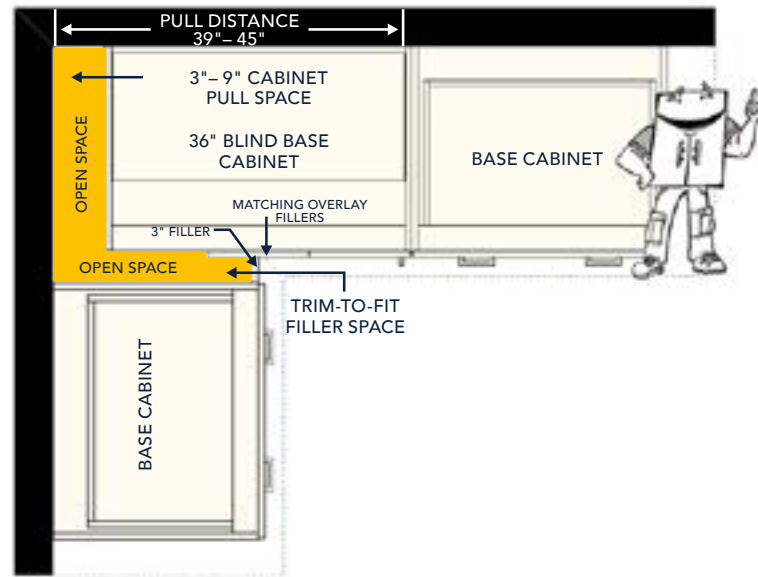 PULL DISTANCE
39"– 45"
3"– 9" CABINET
PULL SPACE
36" BLIND BASE
CABINET
OPEN SPACE
BASE CABINET
MATCHING OVERLAY
FILLERS
3" FILLER
OPEN SPACE
TRIM-TO-FIT
FILLER SPACE
BASE CABINET